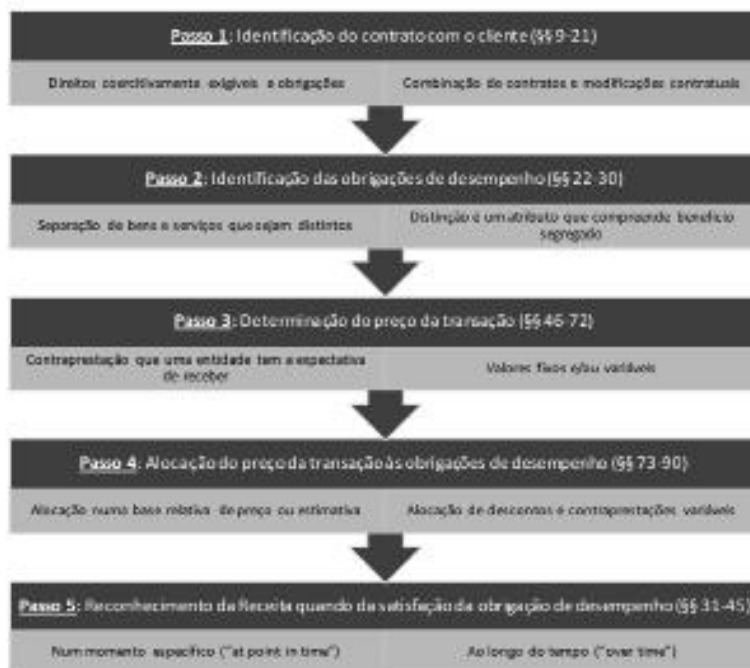 Passo 1: Identificação do contrato com o cliente (§§ 9-21)
Direitos coercitivamente exigíveis e obrigações
Combinação de contratos e modificações contratuais
Passo 2: Identificação das obrigações de desempenho (§§ 22-30)
Separação de bens e serviços que sejam distintos
Distinção é um atributo que compreende benefício
segregado
Passo 3: Determinação do preço da transação (§§ 46-72)
Contraprestação que uma entidade tem a expectativa
de receber
Valores fixos e/ou variáveis
Passo 4: Alocação do preço da transação às obrigações de desempenho (§§ 73-90)
Alocação numa base relativa de preço ou estimativa
Alocação de descontos e contraprestações variáveis
Passo 5: Reconhecimento da Receita quando da satisfação da obrigação de desempenho (§§ 31-45)
Num momento específico ("at point in time")
Ao longo do tempo ("over time")